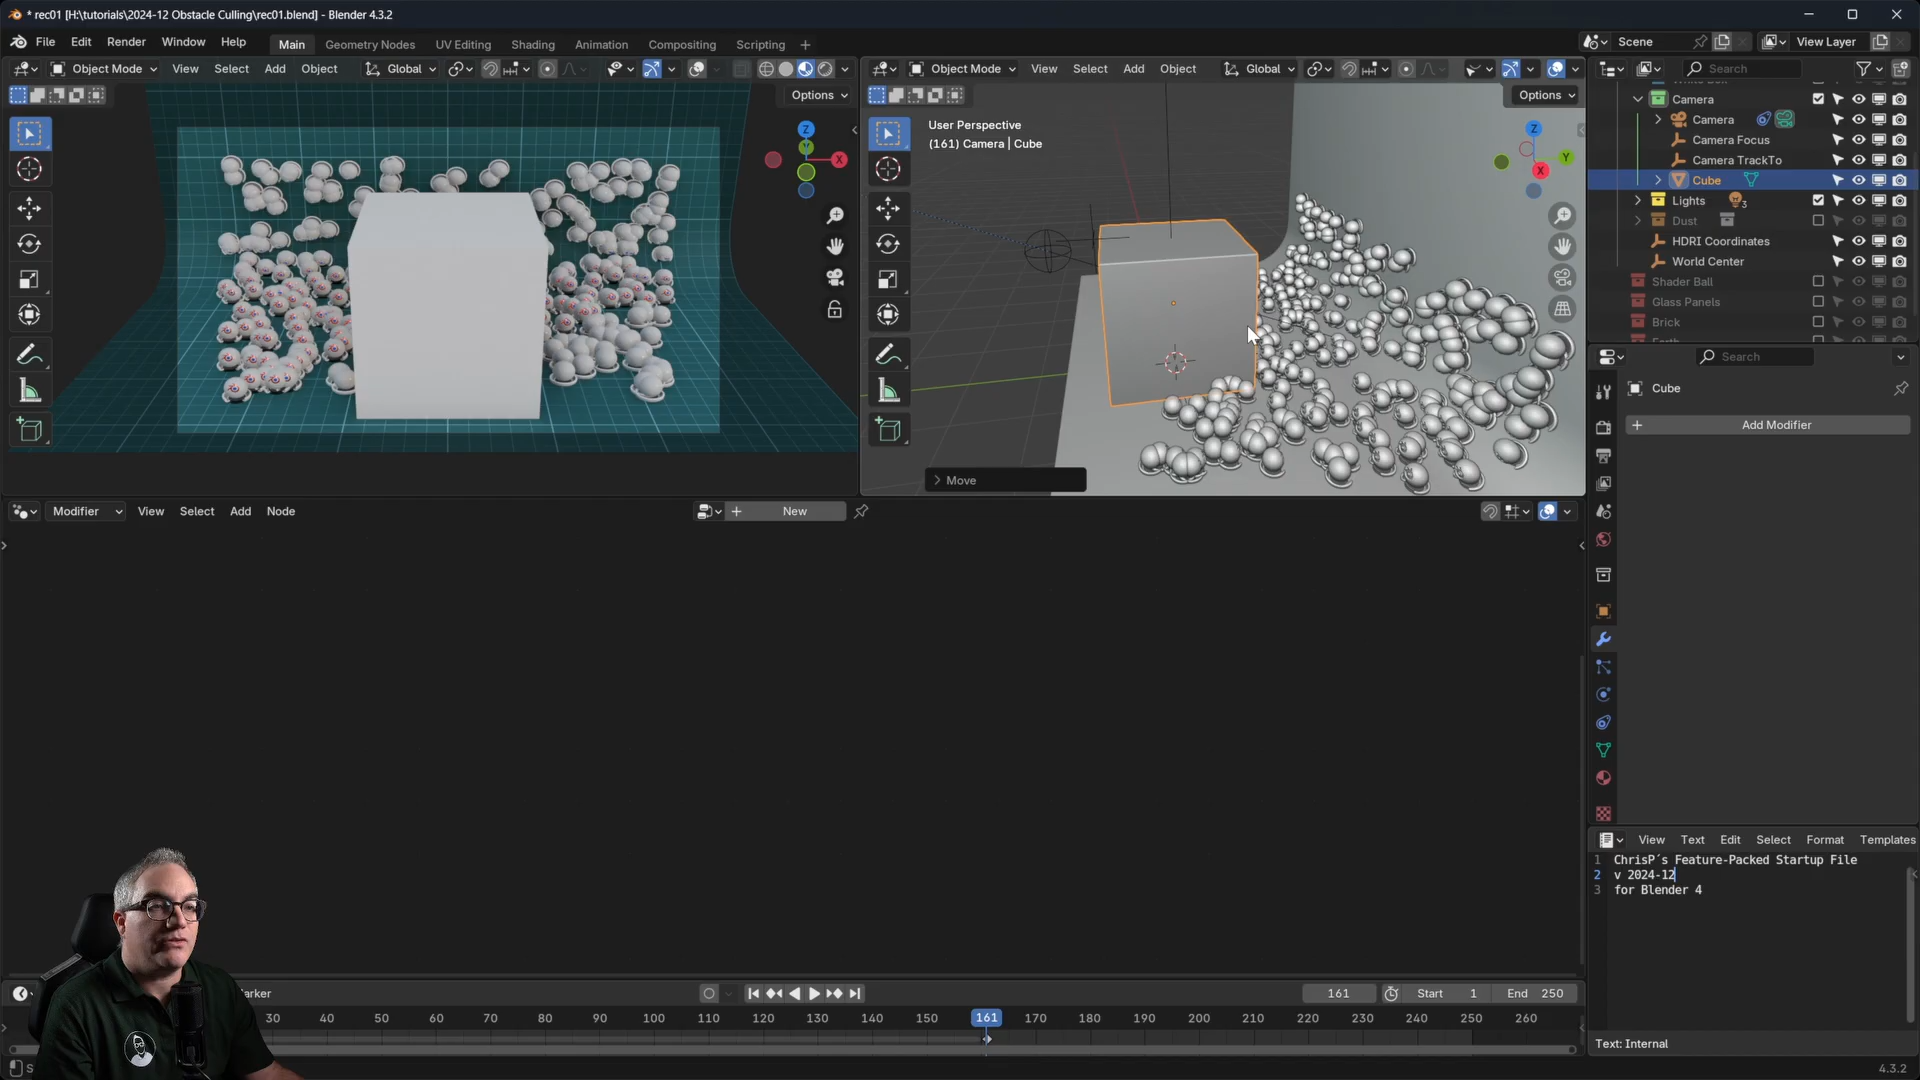 * rec01 [H:\tutorials\2024-12 Obstacle Culling\rec01.blend] - Blender 4.3.2
File Edit Render Window Help Main Geometry Nodes UV Editing Shading Animation Compositing Scripting + Scene View Layer
Object Mode View Select Add Object Global
Object Mode View Select Add Object Global
Search
Options
Options
User Perspective
(161) Camera | Cube
Z
Y
X
Z
Y
X
Move
Camera
Camera
Camera Focus
Camera TrackTo
Cube
Lights 3
Dust
HDRI Coordinates
World Center
Shader Ball
Glass Panels
Brick
Search
Cube
+ Add Modifier
Modifier View Select Add Node + New
View Text Edit Select Format Templates
1 ChrisP´s Feature-Packed Startup File
2 v 2024-12
3 for Blender 4
Text: Internal
arker 161 Start 1 End 250
30 40 50 60 70 80 90 100 110 120 130 140 150 161 170 180 190 200 210 220 230 240 250 260
S 4.3.2